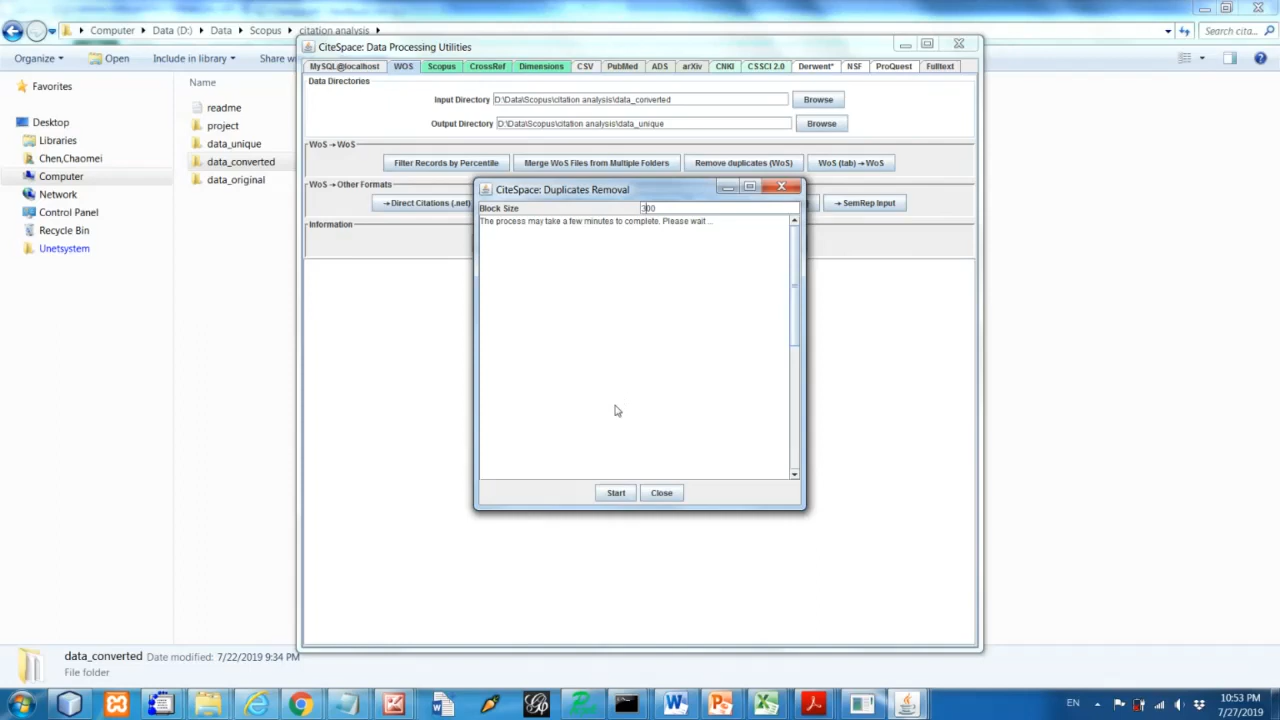 Computer ▸ Data (D:) ▸ Data ▸ Scopus ▸ citation analysis ▸
Search cita...
Organize
Open
Include in library
Share w
Name
Favorites
Desktop
Libraries
Chen,Chaomei
Computer
Network
Control Panel
Recycle Bin
Unetsystem
readme
project
data_unique
data_converted
data_original
CiteSpace: Data Processing Utilities
MySQL@localhost WOS Scopus CrossRef Dimensions CSV PubMed ADS arXiv CNKI CSSCI 2.0 Derwent* NSF ProQuest Fulltext
Data Directories
Input Directory D:\Data\Scopus\citation analysis\data_converted Browse
Output Directory D:\Data\Scopus\citation analysis\data_unique Browse
WoS → WoS
Filter Records by Percentile Merge WoS Files from Multiple Folders Remove duplicates (WoS) WoS (tab) → WoS
WoS → Other Formats
→ Direct Citations (.net) → SemRep Input
Information
CiteSpace: Duplicates Removal
Block Size 300
The process may take a few minutes to complete. Please wait ...
Start Close
data_converted Date modified: 7/22/2019 9:34 PM
File folder
EN
10:53 PM
7/27/2019